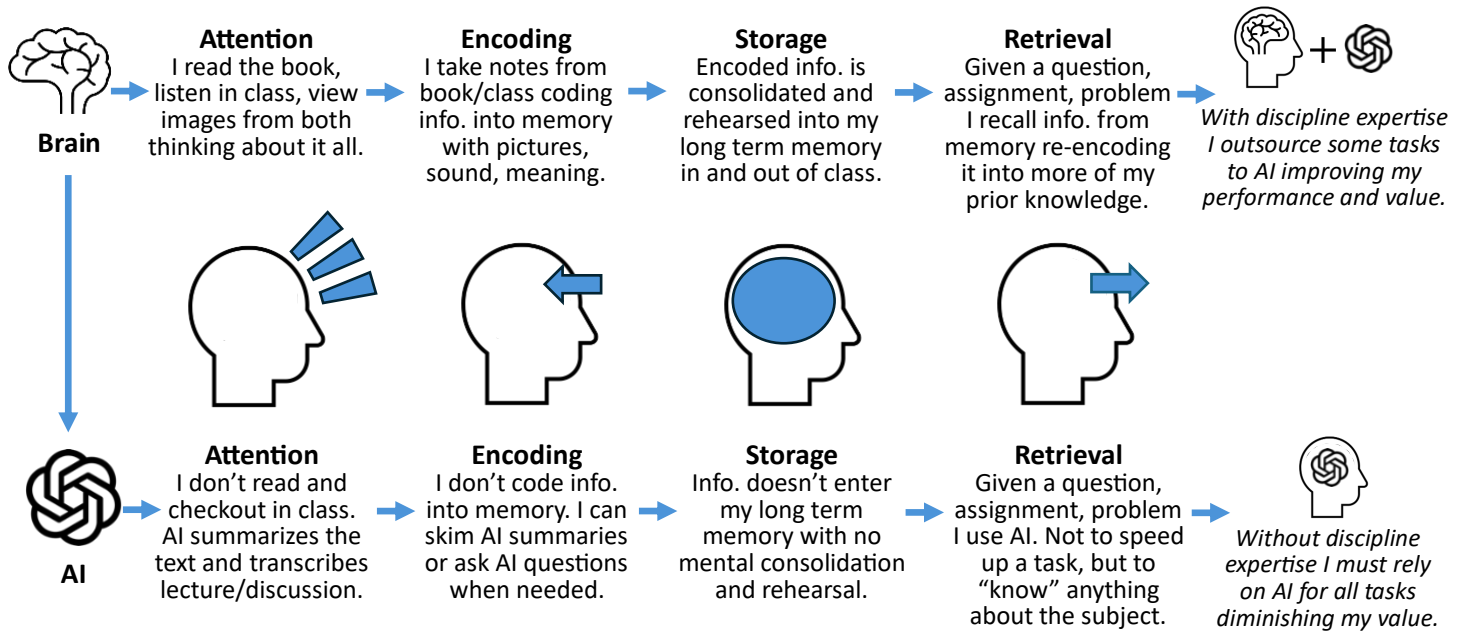 Attention
I read the book,
listen in class, view
images from both
thinking about it all.
Encoding
I take notes from
book/class coding
info. into memory
with pictures,
sound, meaning.
Storage
Encoded info. is
consolidated and
rehearsed into my
long term memory
in and out of class.
Retrieval
Given a question,
assignment, problem
I recall info. from
memory re-encoding
it into more of my
prior knowledge.
+
With discipline expertise
I outsource some tasks
to AI improving my
performance and value.
Brain
AI
Attention
I don’t read and
checkout in class.
AI summarizes the
text and transcribes
lecture/discussion.
Encoding
I don’t code info.
into memory. I can
skim AI summaries
or ask AI questions
when needed.
Storage
Info. doesn’t enter
my long term
memory with no
mental consolidation
and rehearsal.
Retrieval
Given a question,
assignment, problem
I use AI. Not to speed
up a task, but to
“know” anything
about the subject.
Without discipline
expertise I must rely
on AI for all tasks
diminishing my value.